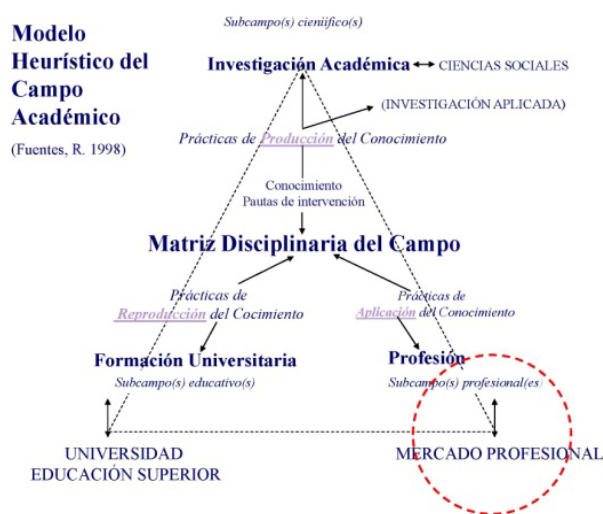 Modelo
Heurístico del
Campo
Académico
(Fuentes, R. 1998)
Subcampo(s) cieniífico(s)
Investigación Académica
CIENCIAS SOCIALES
(INVESTIGACIÓN APLICADA)
Prácticas de Producción del Conocimiento
Conocimiento
Pautas de intervención
Matriz Disciplinaria del Campo
Prácticas de
Reproducción del Cocimiento
Prácticas de
Aplicación del Conocimiento
Formación Universitaria
Subcampo(s) educativo(s)
Profesión
Subcampo(s) profesional(es)
UNIVERSIDAD
EDUCACIÓN SUPERIOR
MERCADO PROFESIONAL